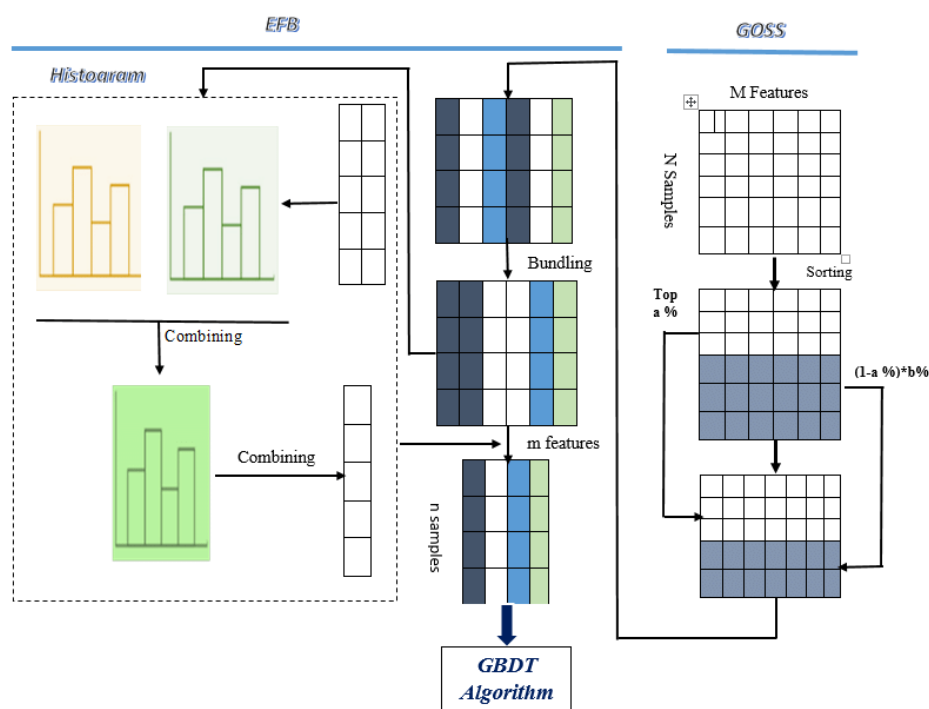 EFB
GOSS
Histoaram
M Features
N Samples
Sorting
Top
a %
(1-a %)*b%
Bundling
Combining
Combining
m features
n samples
GBDT
Algorithm